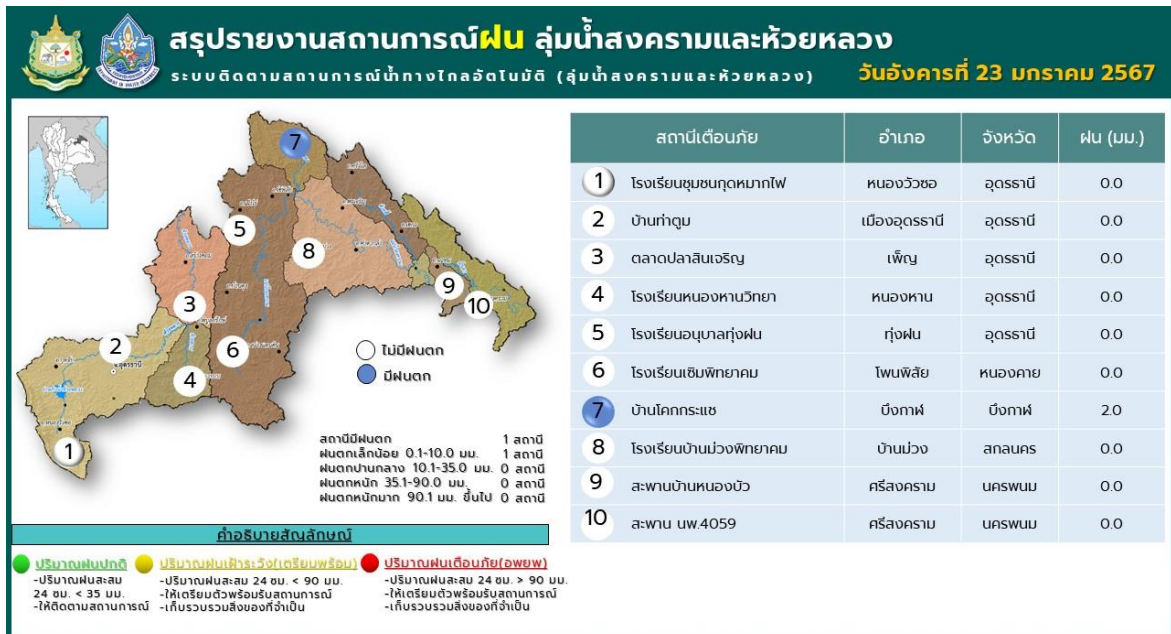 สรุปรายงานสถานการณ์ฝน ลุ่มน้ำสงครามและห้วยหลวง
ระบบติดตามสถานการณ์น้ำทางไกลอัตโนมัติ (ลุ่มน้ำสงครามและห้วยหลวง) วันอังคารที่ 23 มกราคม 2567
สถานีเตือนภัย อำเภอ จังหวัด ฝน (มม.)
1 โรงเรียนชุมชนกุดหมากไฟ หนองวัวซอ อุดรธานี 0.0
2 บ้านท่าตูม เมืองอุดรธานี อุดรธานี 0.0
3 ตลาดปลาสินเจริญ เพ็ญ อุดรธานี 0.0
4 โรงเรียนหนองหานวิทยา หนองหาน อุดรธานี 0.0
5 โรงเรียนอนุบาลทุ่งฝน ทุ่งฝน อุดรธานี 0.0
6 โรงเรียนเซิมพิทยาคม โพนพิสัย หนองคาย 0.0
7 บ้านโคกกระแซ บึงกาฬ บึงกาฬ 2.0
8 โรงเรียนบ้านม่วงพิทยาคม บ้านม่วง สกลนคร 0.0
9 สะพานบ้านหนองบัว ศรีสงคราม นครพนม 0.0
10 สะพาน นพ.4059 ศรีสงคราม นครพนม 0.0
7
5
8
9
10
3
2
6
4
1
จ.อุดรธานี
ไม่มีฝนตก
มีฝนตก
สถานีมีฝนตก 1 สถานี
ฝนตกเล็กน้อย 0.1-10.0 มม. 1 สถานี
ฝนตกปานกลาง 10.1-35.0 มม. 0 สถานี
ฝนตกหนัก 35.1-90.0 มม. 0 สถานี
ฝนตกหนักมาก 90.1 มม. ขึ้นไป 0 สถานี
คำอธิบายสัญลักษณ์
ปริมาณฝนปกติ
-ปริมาณฝนสะสม
24 ชม. < 35 มม.
-ให้ติดตามสถานการณ์
ปริมาณฝนเฝ้าระวัง(เตรียมพร้อม)
-ปริมาณฝนสะสม 24 ชม. < 90 มม.
-ให้เตรียมตัวพร้อมรับสถานการณ์
-เก็บรวบรวมสิ่งของที่จำเป็น
ปริมาณฝนเตือนภัย(อพยพ)
-ปริมาณฝนสะสม 24 ชม. > 90 มม.
-ให้เตรียมตัวพร้อมรับสถานการณ์
-เก็บรวบรวมสิ่งของที่จำเป็น